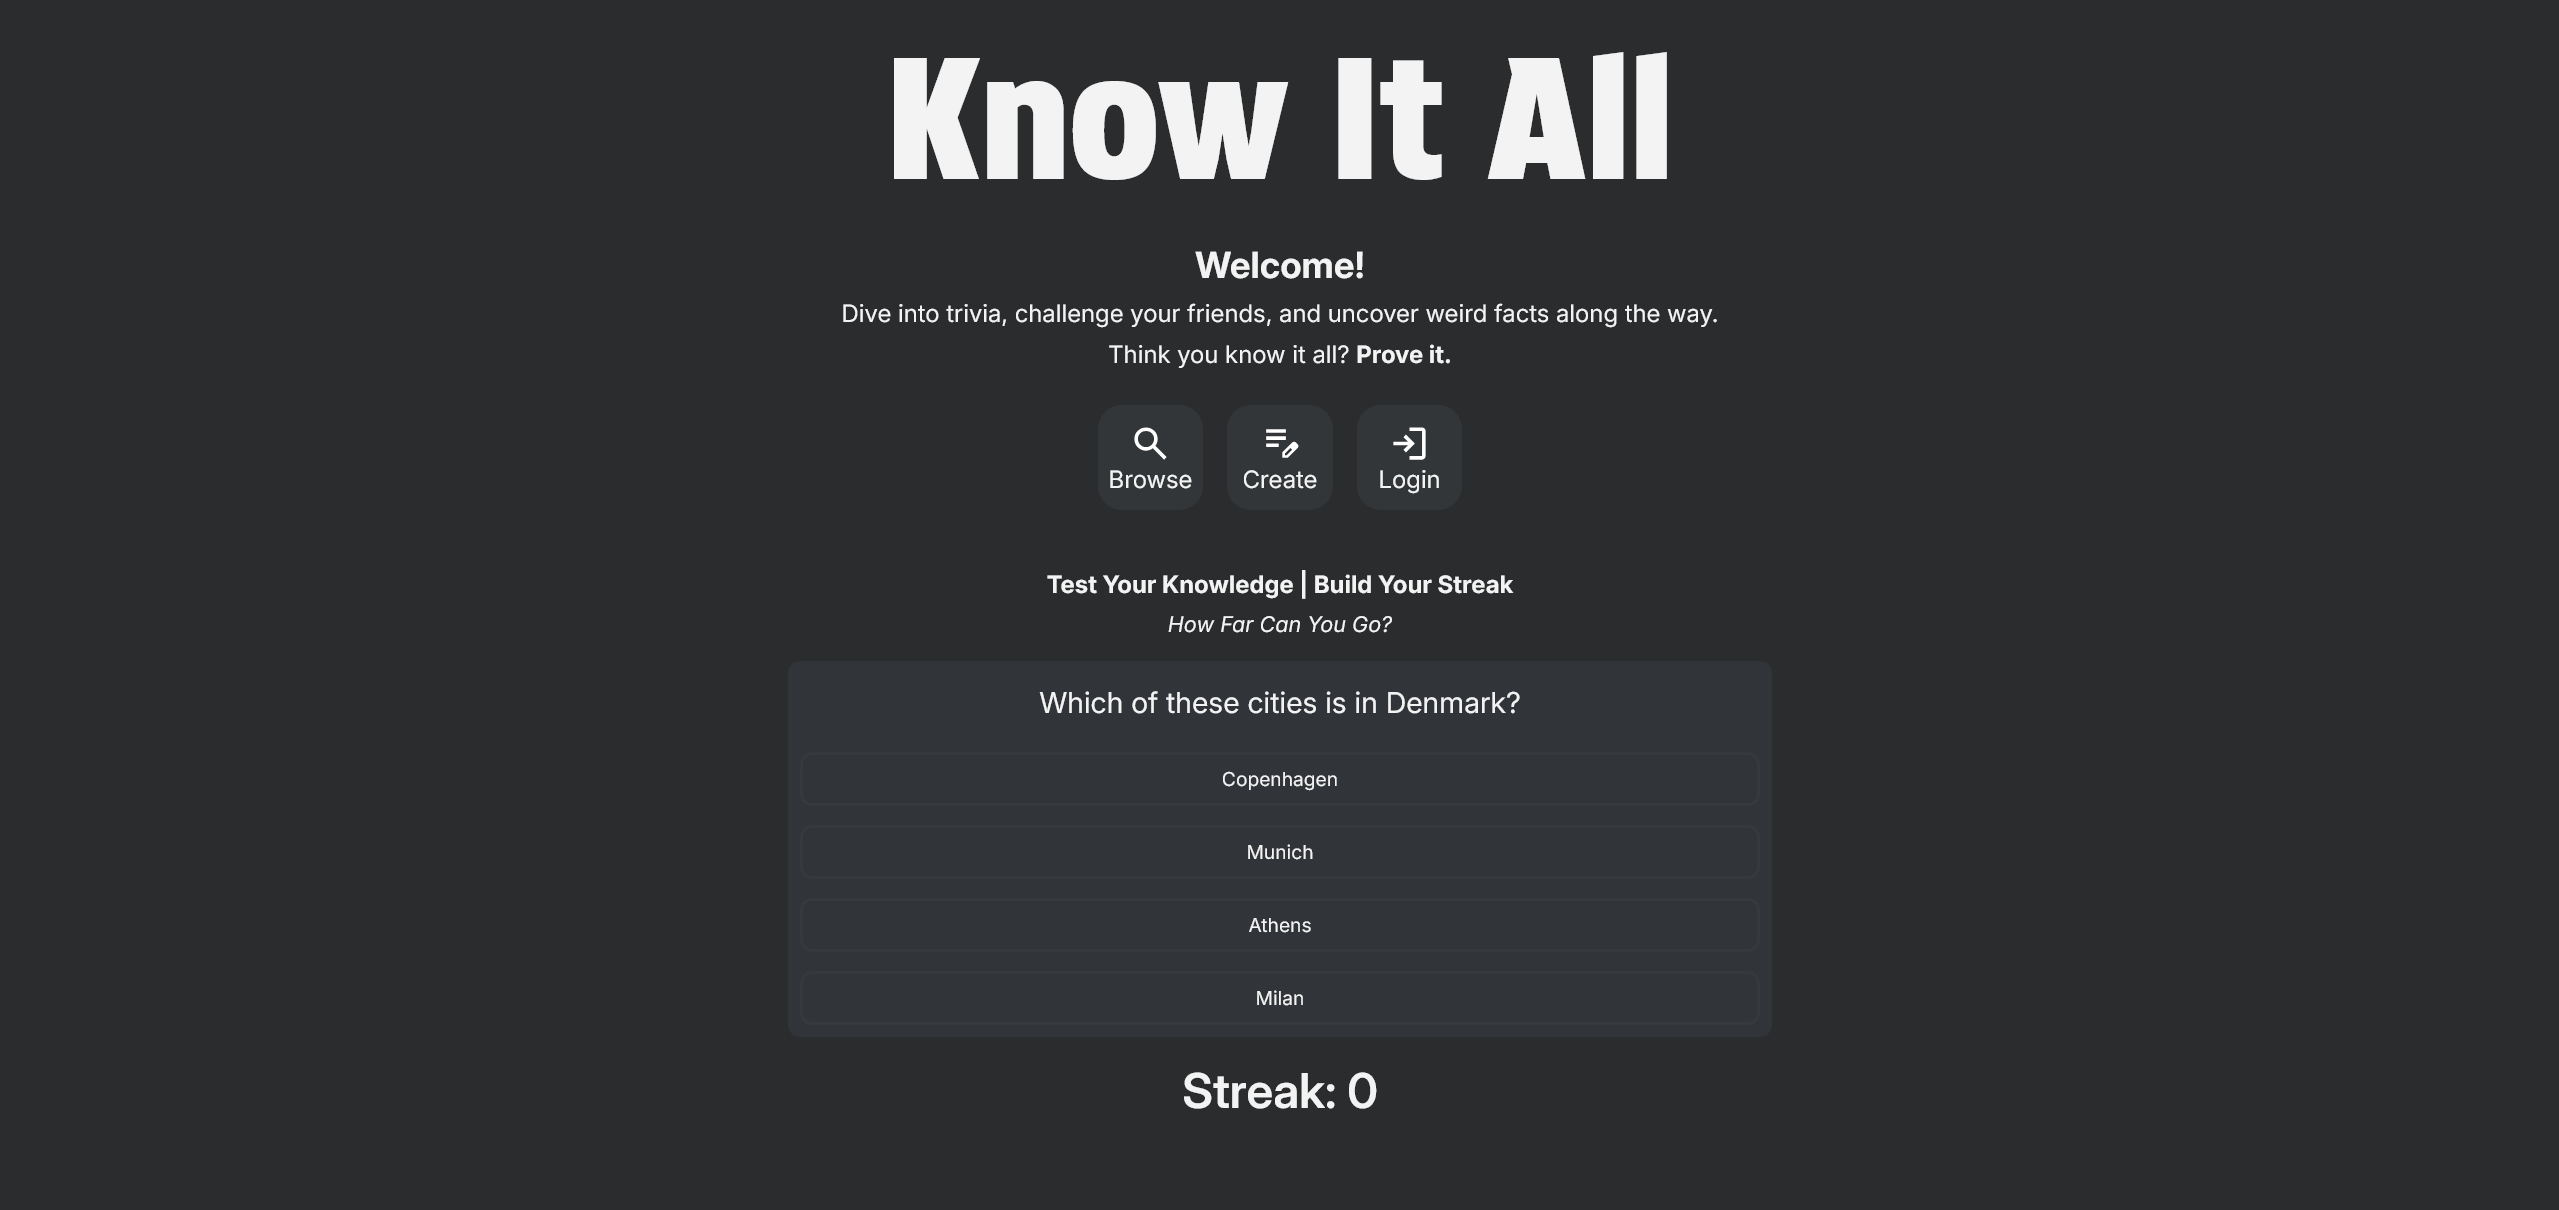 Know It All
Welcome!
Dive into trivia, challenge your friends, and uncover weird facts along the way.
Think you know it all? Prove it.
Browse
Create
Login
Test Your Knowledge | Build Your Streak
How Far Can You Go?
Which of these cities is in Denmark?
Copenhagen
Munich
Athens
Milan
Streak: 0